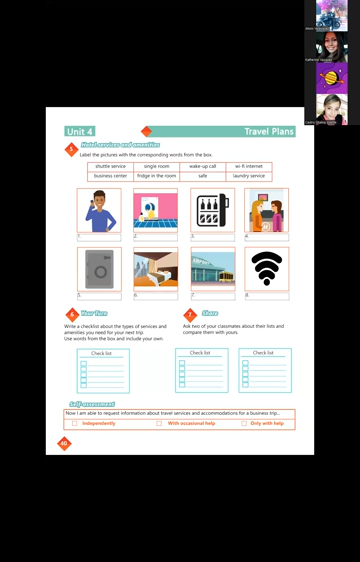 Unit 4
Travel Plans
5
Hotel services and amenities
Label the pictures with the corresponding words from the box.
shuttle service single room wake-up call wi-fi internet
business center fridge in the room safe laundry service
1. 2. 3. 4.
5. 6. 7. 8.
6 Your Turn
Write a checklist about the types of services and
amenities you need for your next trip.
Use words from the box and include your own.
Check list
7 Share
Ask two of your classmates about their lists and
compare them with yours.
Check list Check list
Self-assessment
Now I am able to request information about travel services and accommodations for a business trip...
Independently With occasional help Only with help
40